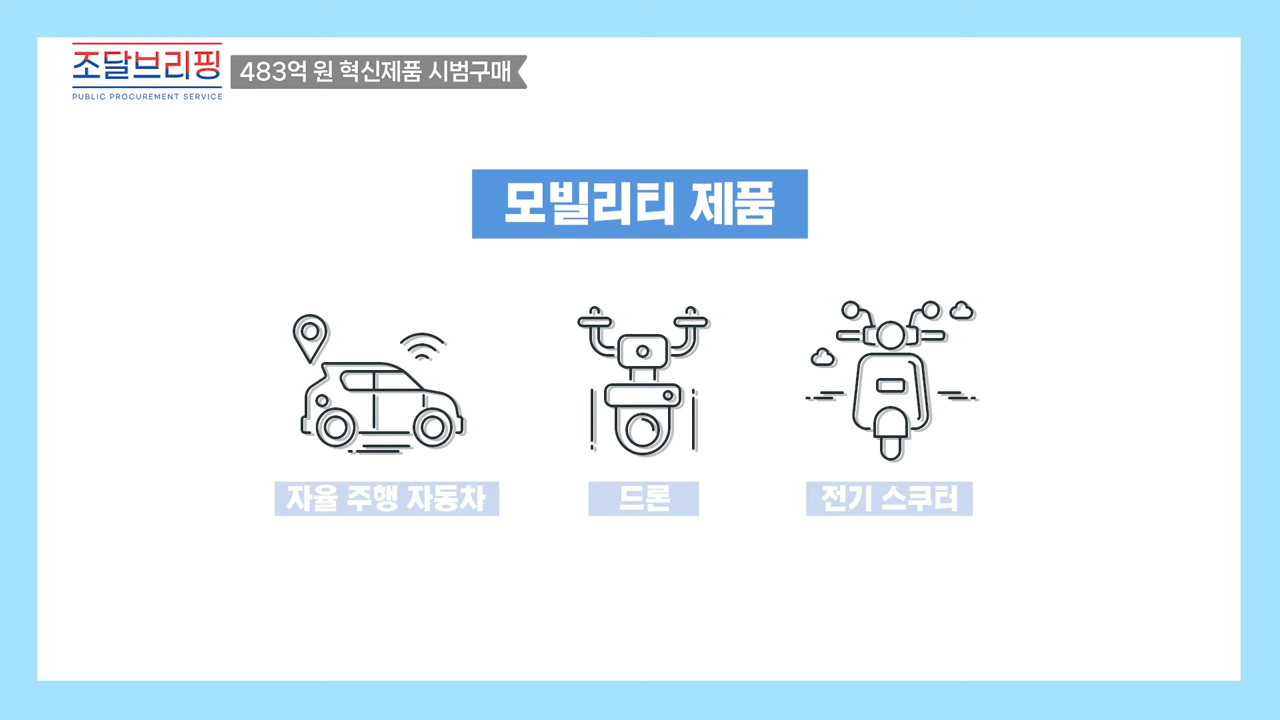 조달브리핑
PUBLIC PROCUREMENT SERVICE
483억 원 혁신제품 시범구매
모빌리티 제품
자율 주행 자동차
드론
전기 스쿠터